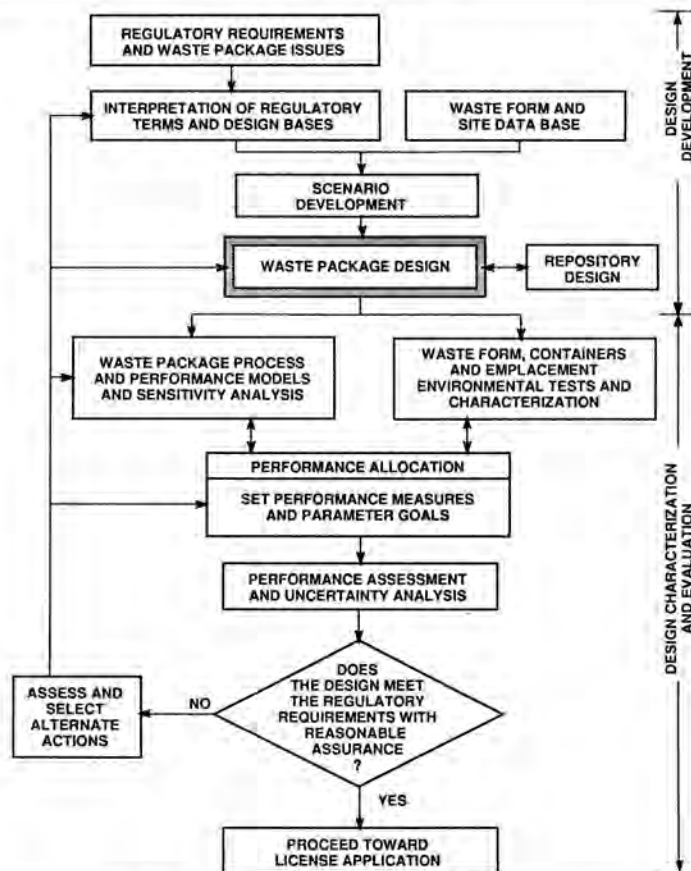 REGULATORY REQUIREMENTS
AND WASTE PACKAGE ISSUES
INTERPRETATION OF REGULATORY
TERMS AND DESIGN BASES
WASTE FORM AND
SITE DATA BASE
SCENARIO
DEVELOPMENT
WASTE PACKAGE DESIGN
REPOSITORY
DESIGN
DESIGN
DEVELOPMENT
WASTE PACKAGE PROCESS
AND PERFORMANCE MODELS
AND SENSITIVITY ANALYSIS
WASTE FORM, CONTAINERS
AND EMPLACEMENT
ENVIRONMENTAL TESTS AND
CHARACTERIZATION
PERFORMANCE ALLOCATION
SET PERFORMANCE MEASURES
AND PARAMETER GOALS
PERFORMANCE ASSESSMENT
AND UNCERTAINTY ANALYSIS
DESIGN CHARACTERIZATION
AND EVALUATION
DOES
THE DESIGN MEET
THE REGULATORY
REQUIREMENTS WITH
REASONABLE
ASSURANCE
?
NO
ASSESS AND
SELECT
ALTERNATE
ACTIONS
YES
PROCEED TOWARD
LICENSE APPLICATION